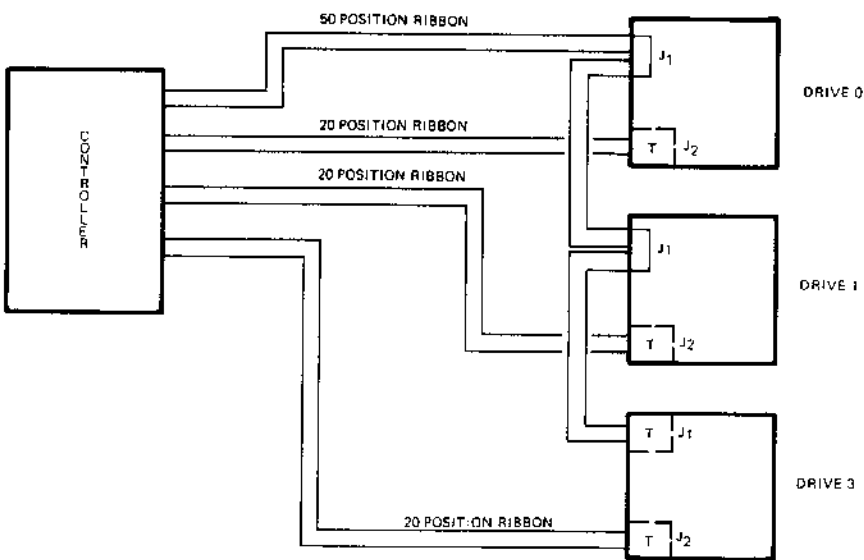 50 POSITION RIBBON
J1
DRIVE 0
20 POSITION RIBBON
T J2
20 POSITION RIBBON
CONTROLLER
J1
DRIVE 1
T J2
T J1
DRIVE 3
20 POSITION RIBBON
T J2